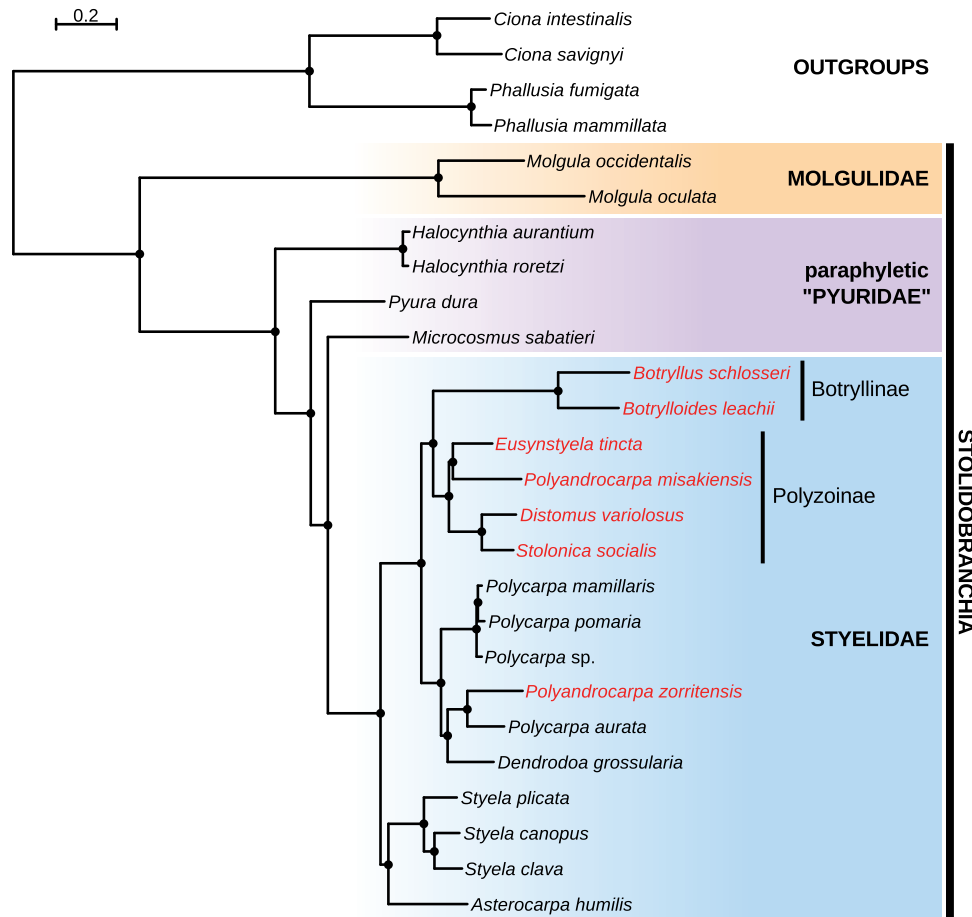 0.2
Ciona intestinalis
Ciona savignyi
OUTGROUPS
Phallusia fumigata
Phallusia mammillata
Molgula occidentalis
MOLGULIDAE
Molgula oculata
Halocynthia aurantium
Halocynthia roretzi
paraphyletic
"PYURIDAE"
Pyura dura
Microcosmus sabatieri
Botryllus schlosseri
Botryllinae
Botrylloides leachii
Eusynstyela tincta
Polyandrocarpa misakiensis
Polyzoinae
Distomus variolosus
Stolonica socialis
Polycarpa mamillaris
Polycarpa pomaria
STYELIDAE
Polycarpa sp.
Polyandrocarpa zorritensis
Polycarpa aurata
Dendrodoa grossularia
Styela plicata
Styela canopus
Styela clava
Asterocarpa humilis
STOLIDOBRANCHIA